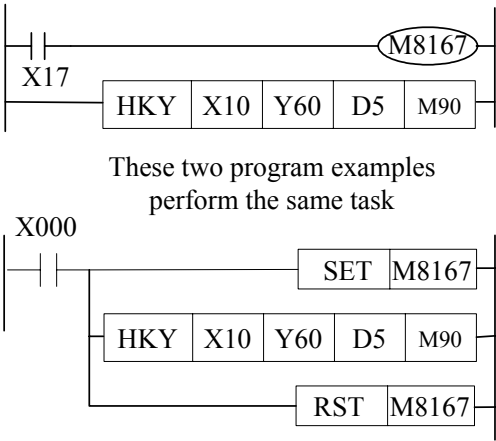 M8167
X17
HKY X10 Y60 D5 M90
These two program examples
perform the same task
X000
SET M8167
HKY X10 Y60 D5 M90
RST M8167